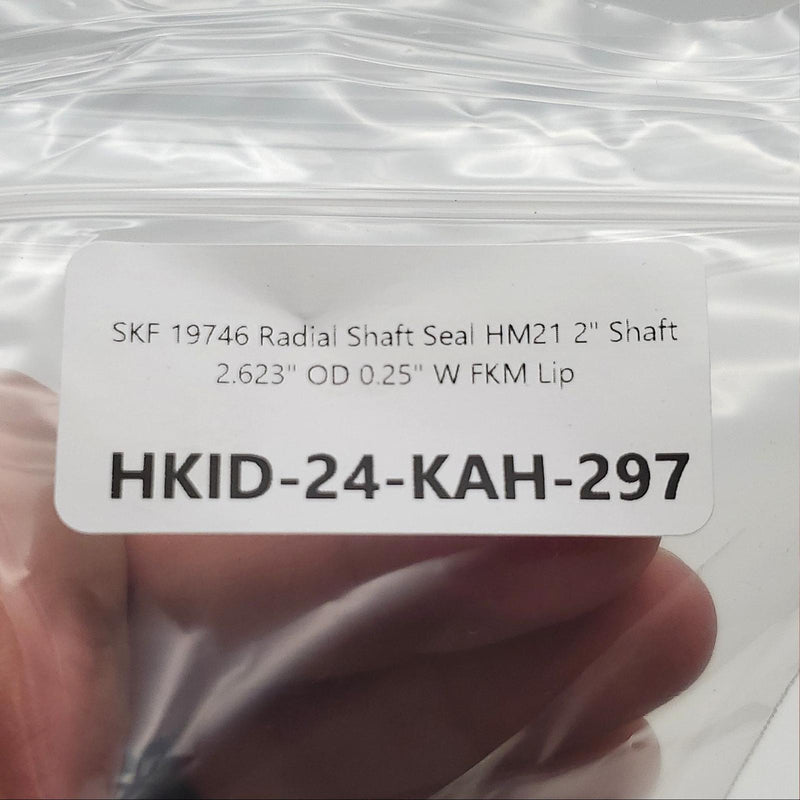 SKF 19746 Radial Shaft Seal HM21 2" Shaft
2.623" OD 0.25" W FKM Lip
HKID-24-KAH-297